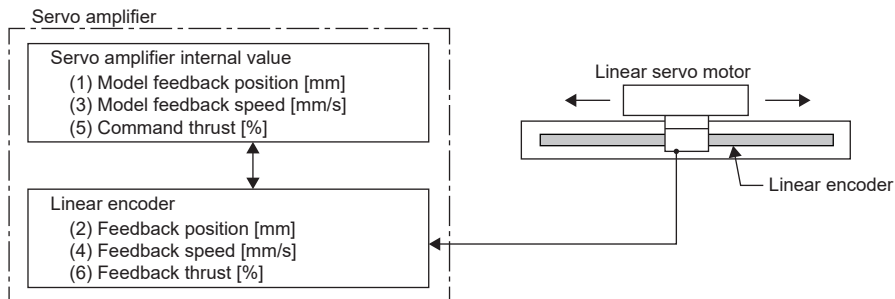 Servo amplifier
Servo amplifier internal value
(1) Model feedback position [mm]
(3) Model feedback speed [mm/s]
(5) Command thrust [%]
Linear encoder
(2) Feedback position [mm]
(4) Feedback speed [mm/s]
(6) Feedback thrust [%]
Linear servo motor
Linear encoder